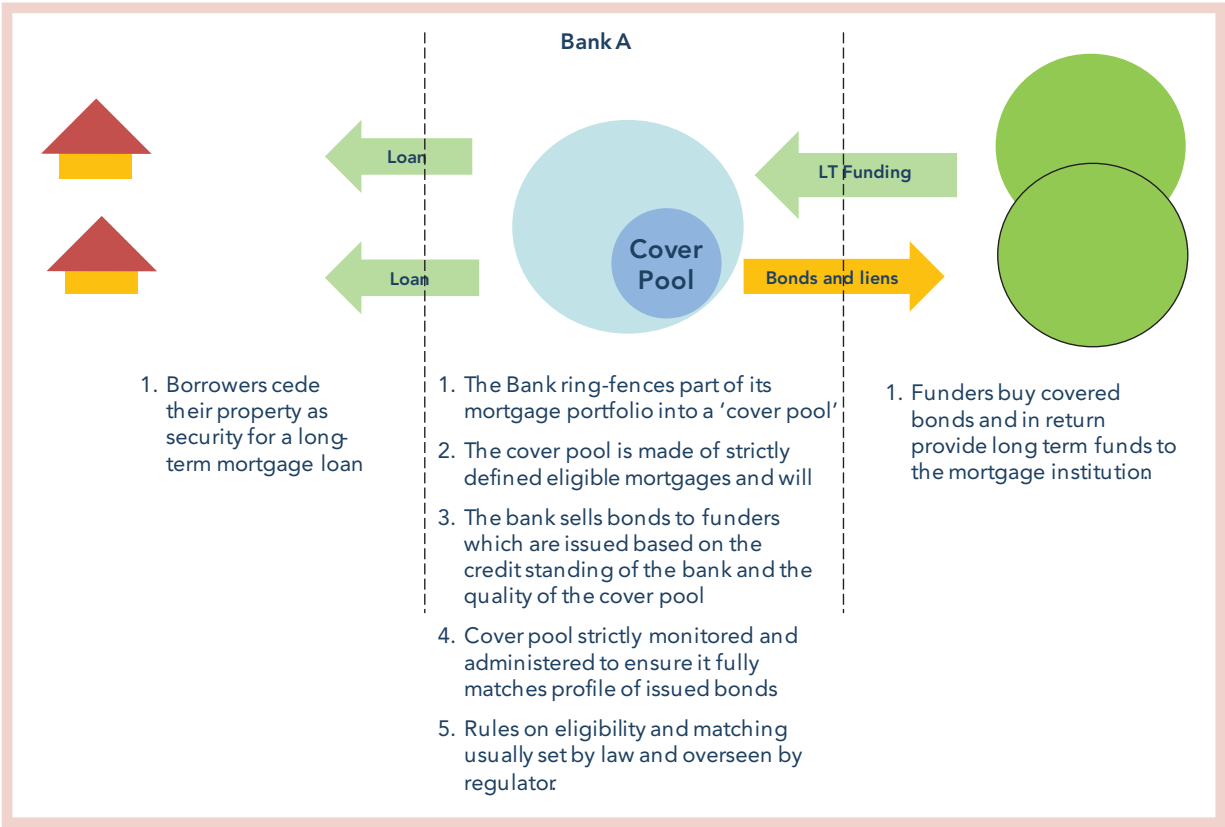 Bank A
Loan
LT Funding
Cover
Pool
Loan
Bonds and liens
1. Borrowers cede
their property as
security for a long-
term mortgage loan
1. The Bank ring-fences part of its
mortgage portfolio into a ‘cover pool’
2. The cover pool is made of strictly
defined eligible mortgages and will
3. The bank sells bonds to funders
which are issued based on the
credit standing of the bank and the
quality of the cover pool
4. Cover pool strictly monitored and
administered to ensure it fully
matches profile of issued bonds
5. Rules on eligibility and matching
usually set by law and overseen by
regulator.
1. Funders buy covered
bonds and in return
provide long term funds to
the mortgage institution.